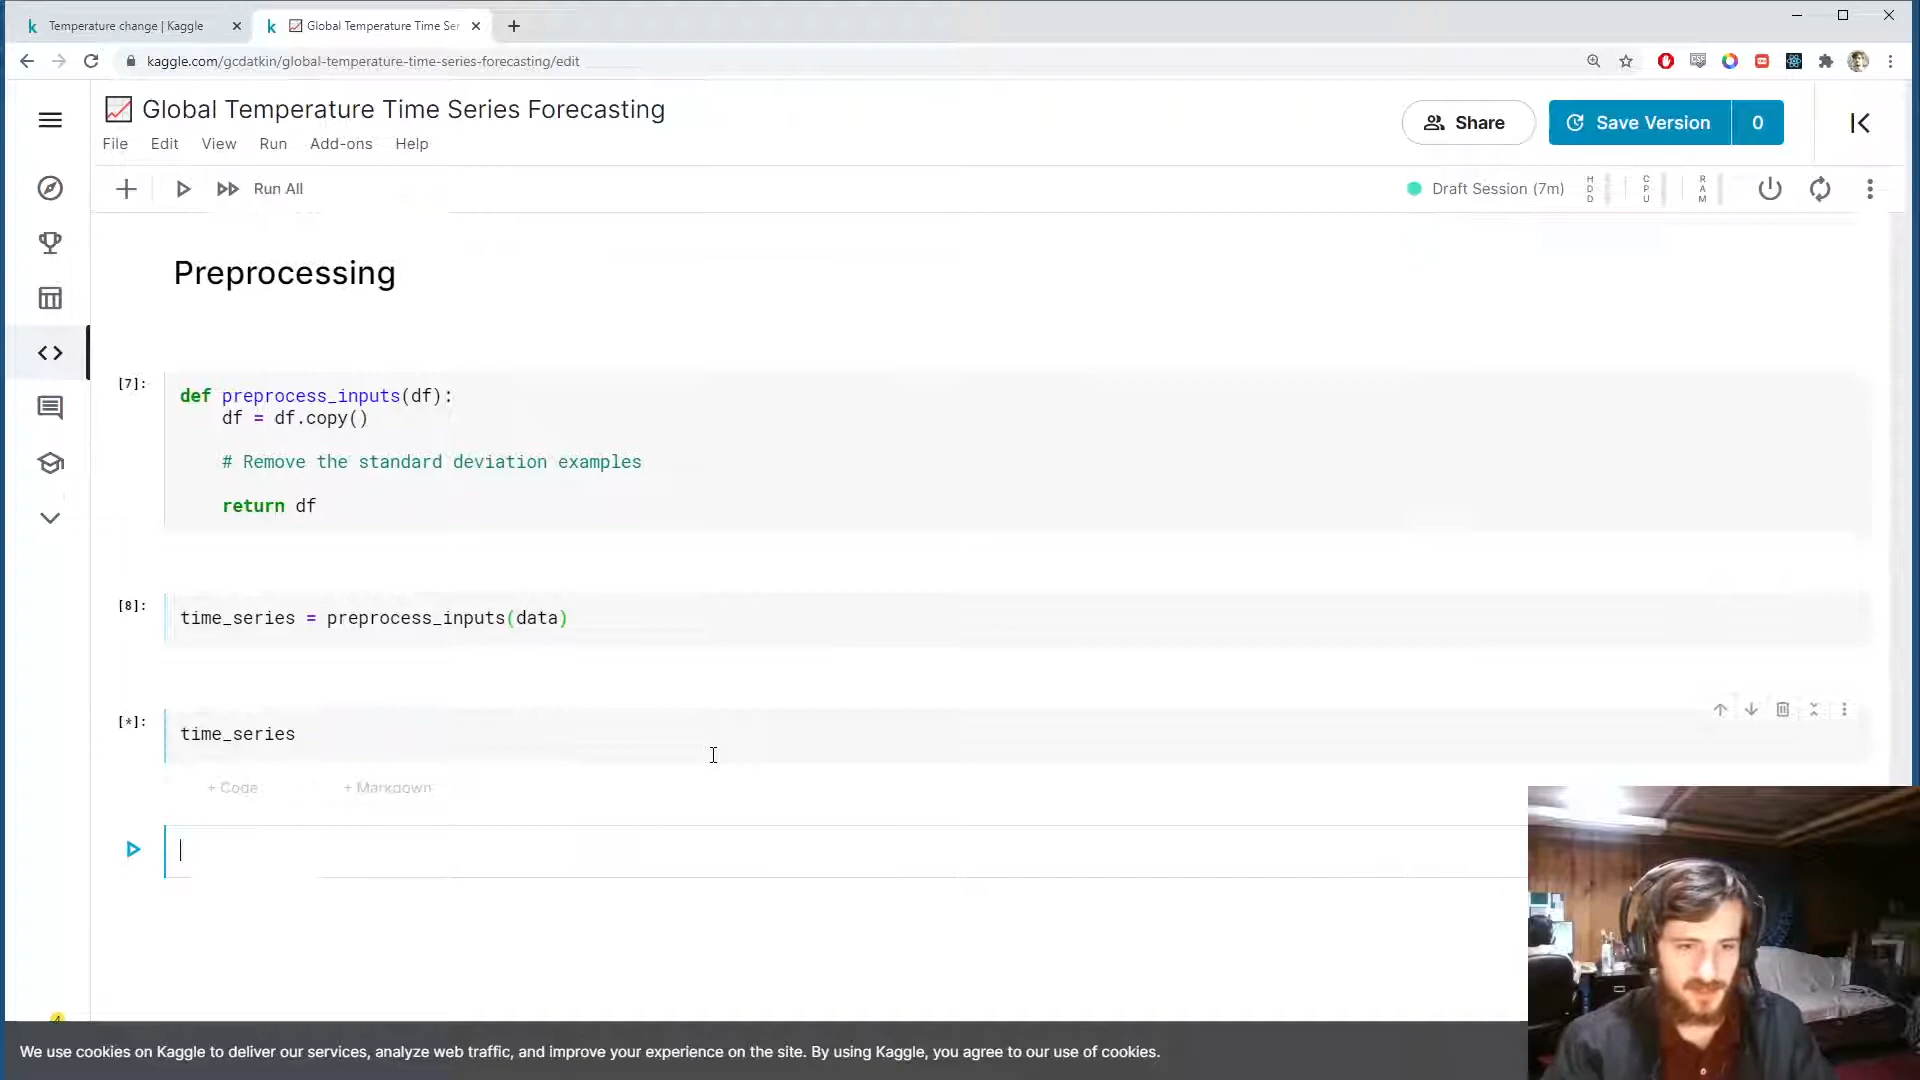 Temperature change | Kaggle
Global Temperature Time Ser
kaggle.com/gcdatkin/global-temperature-time-series-forecasting/edit
Global Temperature Time Series Forecasting
File Edit View Run Add-ons Help
Share
Save Version 0
Run All
Draft Session (7m)
HDD
CPU
RAM
Preprocessing
[7]:
def preprocess_inputs(df):
df = df.copy()
# Remove the standard deviation examples
return df
[8]:
time_series = preprocess_inputs(data)
[*]:
time_series
+ Code + Markdown
We use cookies on Kaggle to deliver our services, analyze web traffic, and improve your experience on the site. By using Kaggle, you agree to our use of cookies.